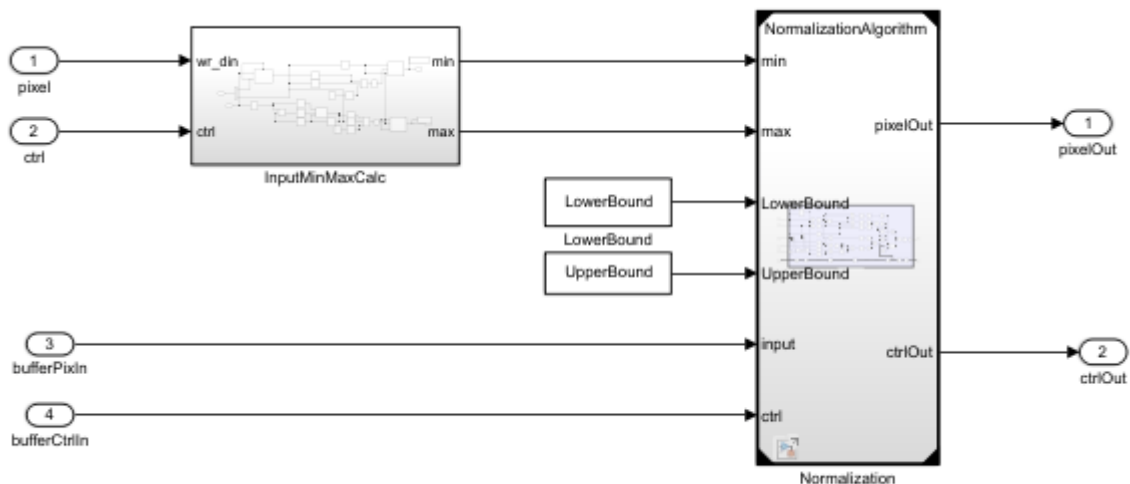 1
pixel
2
ctrl
wr_din
ctrl
min
max
InputMinMaxCalc
LowerBound
LowerBound
UpperBound
3
bufferPixIn
4
bufferCtrlIn
NormalizationAlgorithm
min
max
LowerBound
UpperBound
input
ctrl
pixelOut
ctrlOut
Normalization
1
pixelOut
2
ctrlOut